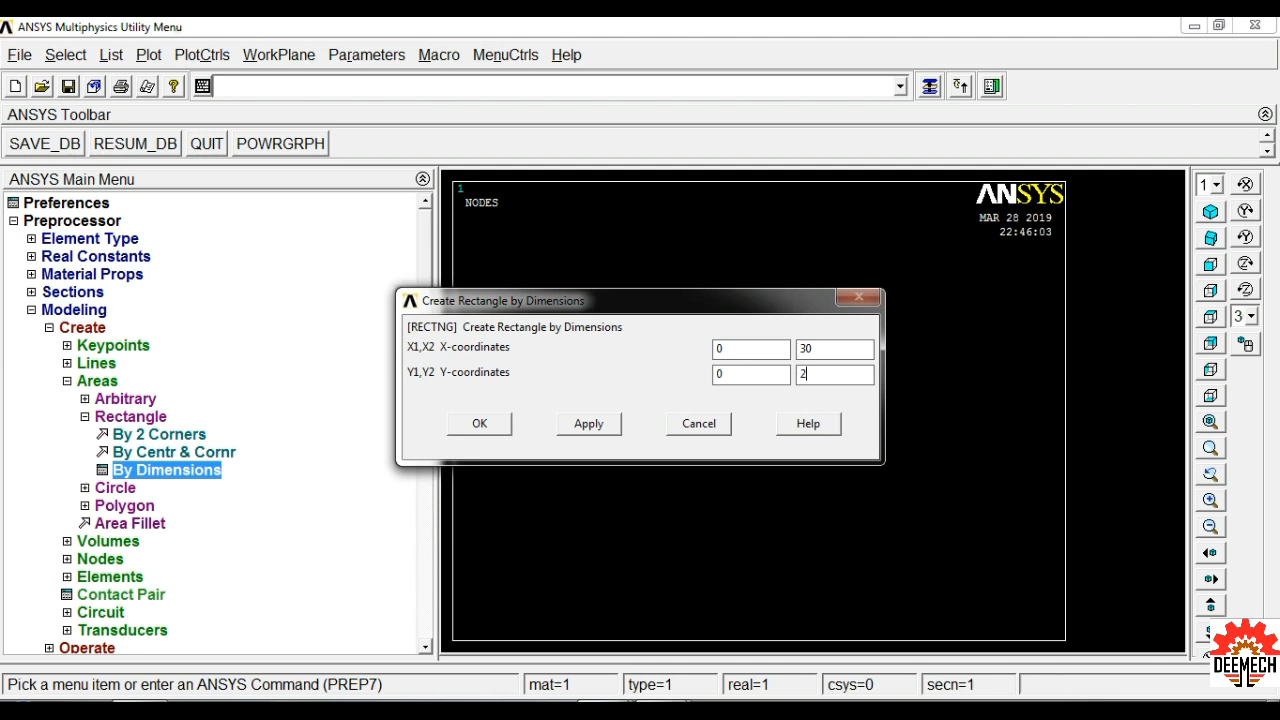 ANSYS Multiphysics Utility Menu
File Select List Plot PlotCtrls WorkPlane Parameters Macro MenuCtrls Help
ANSYS Toolbar
SAVE_DB RESUM_DB QUIT POWRGRPH
ANSYS Main Menu
Preferences
Preprocessor
Element Type
Real Constants
Material Props
Sections
Modeling
Create
Keypoints
Lines
Areas
Arbitrary
Rectangle
By 2 Corners
By Centr & Cornr
By Dimensions
Circle
Polygon
Area Fillet
Volumes
Nodes
Elements
Contact Pair
Circuit
Transducers
Operate
1
NODES
ANSYS
MAR 28 2019
22:46:03
Create Rectangle by Dimensions
[RECTNG] Create Rectangle by Dimensions
X1,X2 X-coordinates 0 30
Y1,Y2 Y-coordinates 0 2
OK Apply Cancel Help
1
3
Pick a menu item or enter an ANSYS Command (PREP7) mat=1 type=1 real=1 csys=0 secn=1
DEEMECH